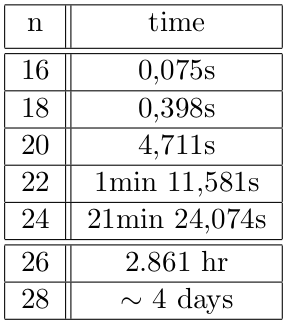 n time
16 0,075s
18 0,398s
20 4,711s
22 1min 11,581s
24 21min 24,074s
26 2.861 hr
28 ∼ 4 days